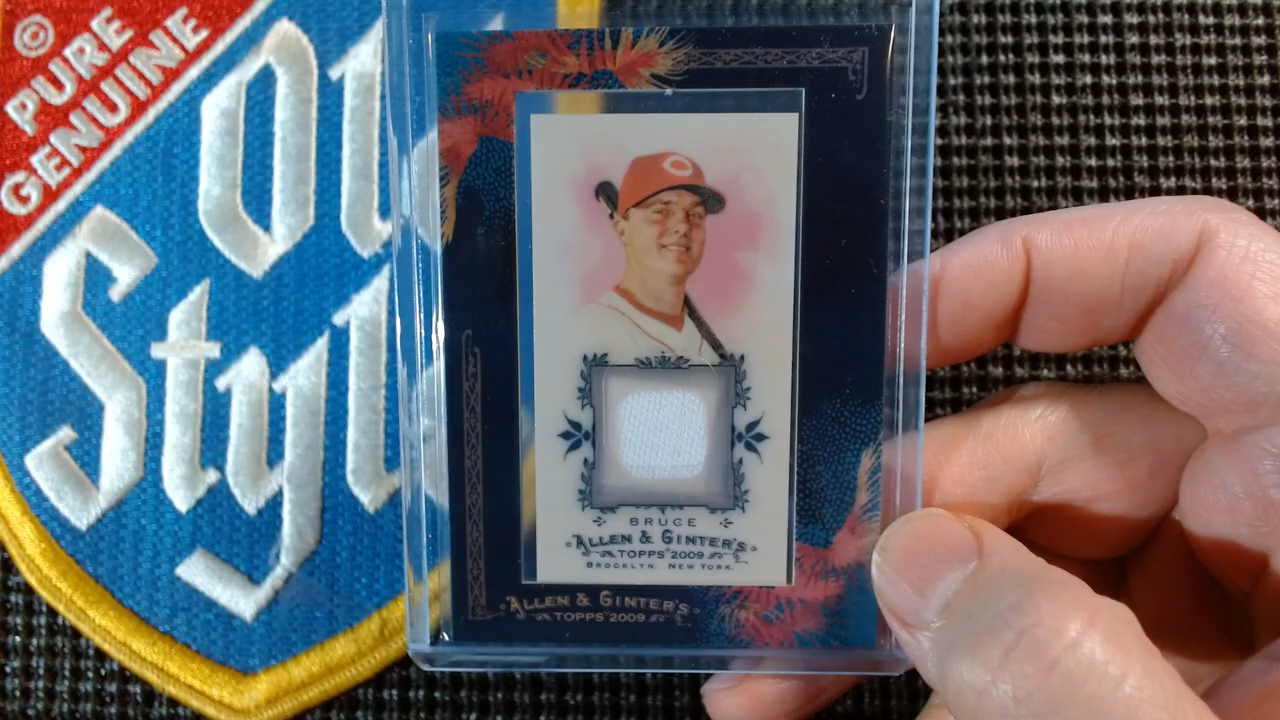 ©
PURE
GENUINE
Ol
Styl
BRUCE
ALLEN & GINTER'S
TOPPS 2009
BROOKLYN, NEW YORK.
ALLEN & GINTER'S
TOPPS 2009